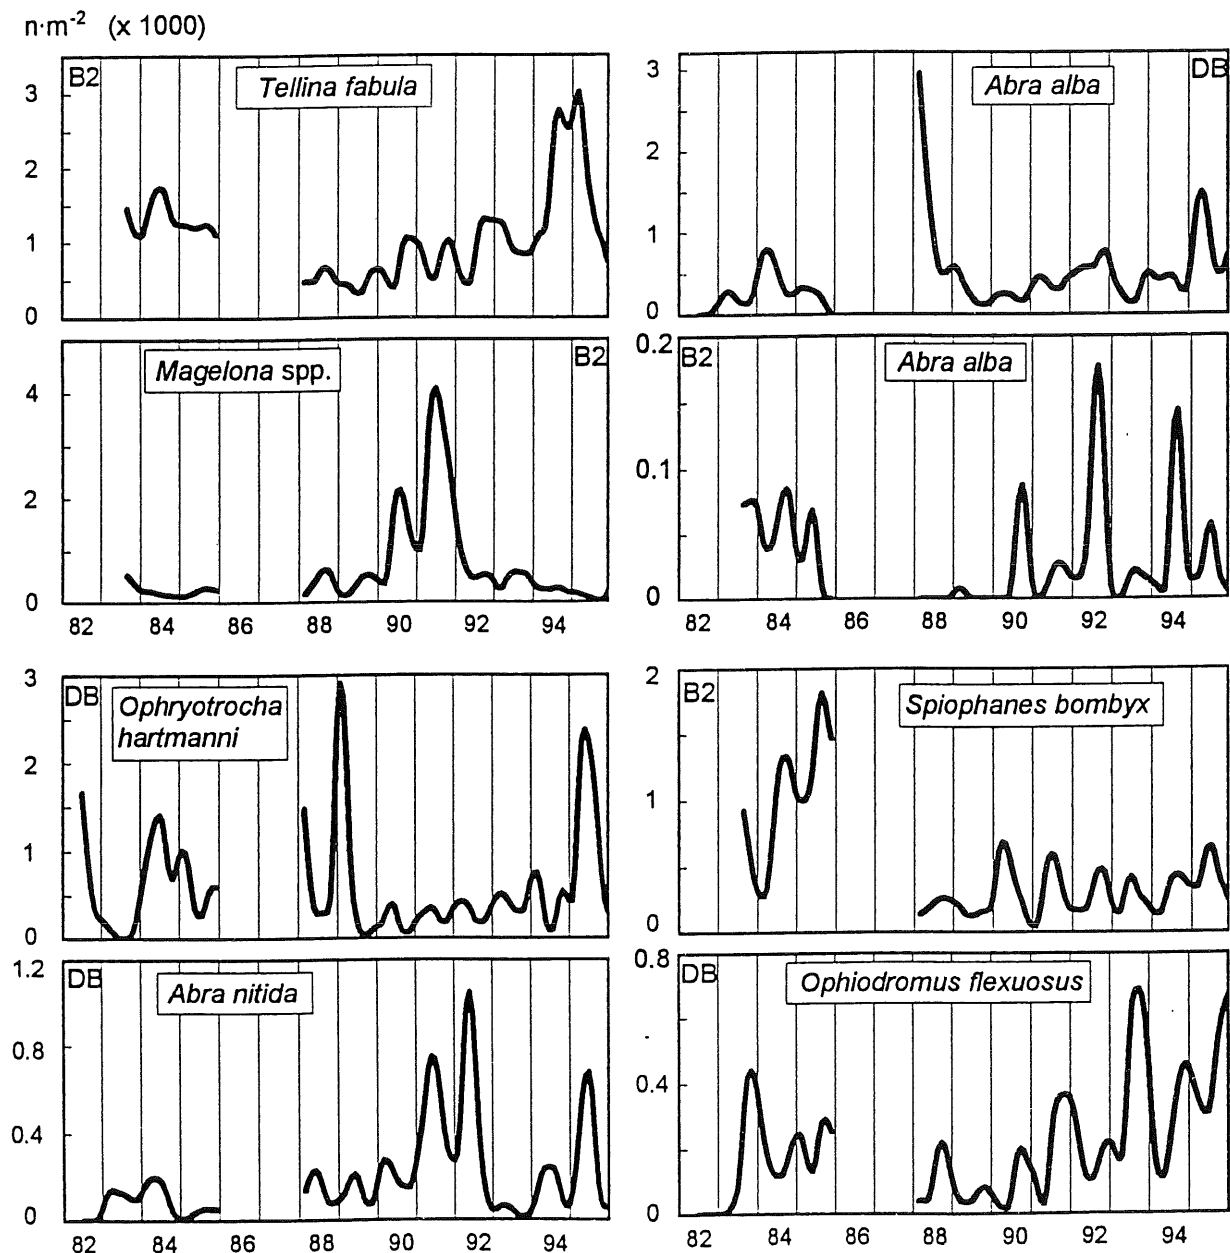 n·m⁻² (x 1000)
B2
Tellina fabula
3
2
1
0
DB
Abra alba
3
2
1
0
B2
Magelona spp.
4
2
0
82 84 86 88 90 92 94
B2
Abra alba
0.2
0.1
0
82 84 86 88 90 92 94
DB
Ophryotrocha
hartmanni
3
2
1
0
B2
Spiophanes bombyx
2
1
0
DB
Abra nitida
1.2
0.8
0.4
0
82 84 86 88 90 92 94
DB
Ophiodromus flexuosus
0.8
0.4
0
82 84 86 88 90 92 94